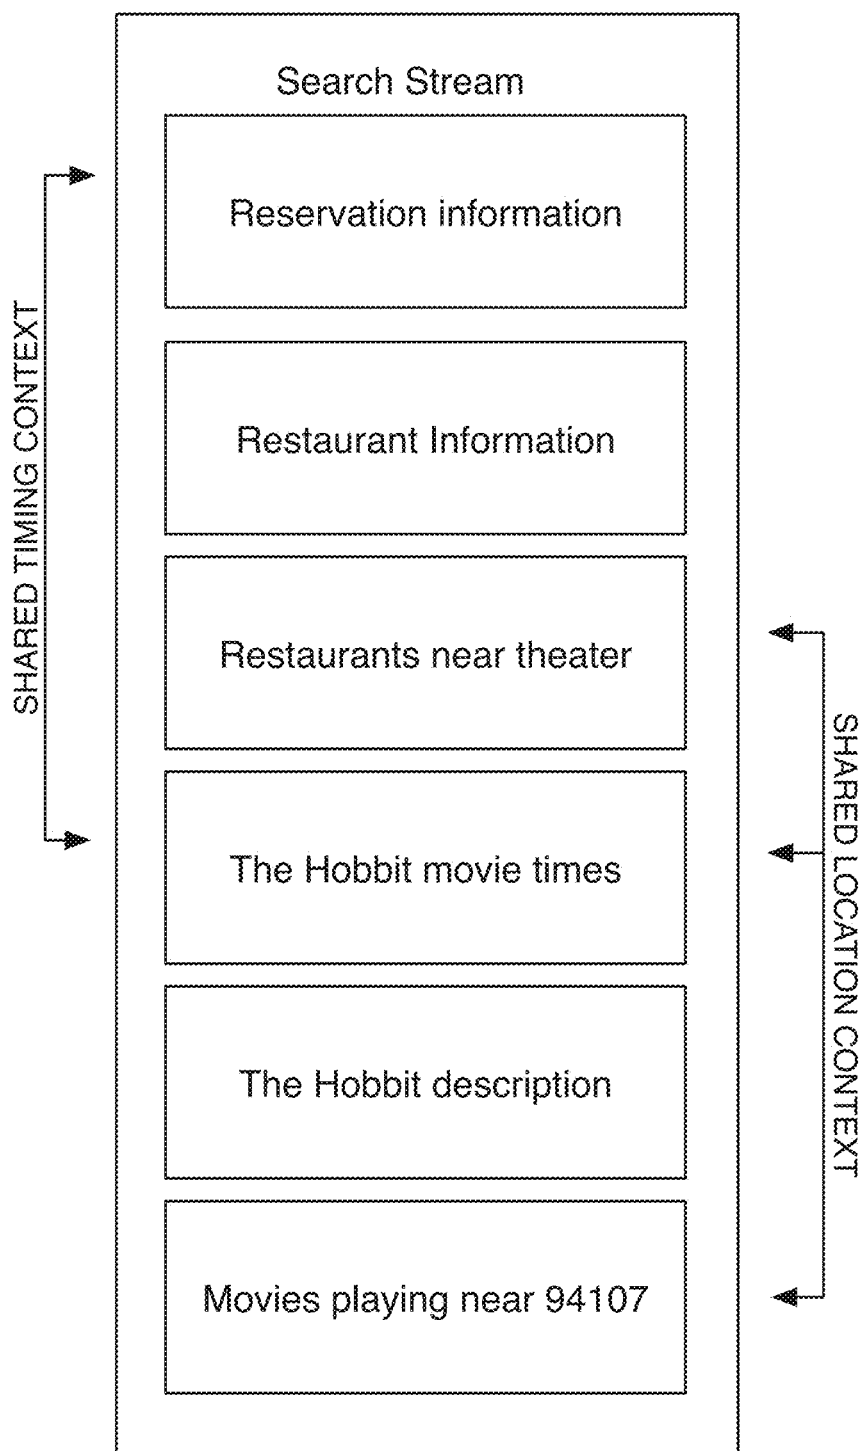 Search Stream
Reservation information
Restaurant Information
Restaurants near theater
The Hobbit movie times
The Hobbit description
Movies playing near 94107
SHARED TIMING CONTEXT
SHARED LOCATION CONTEXT